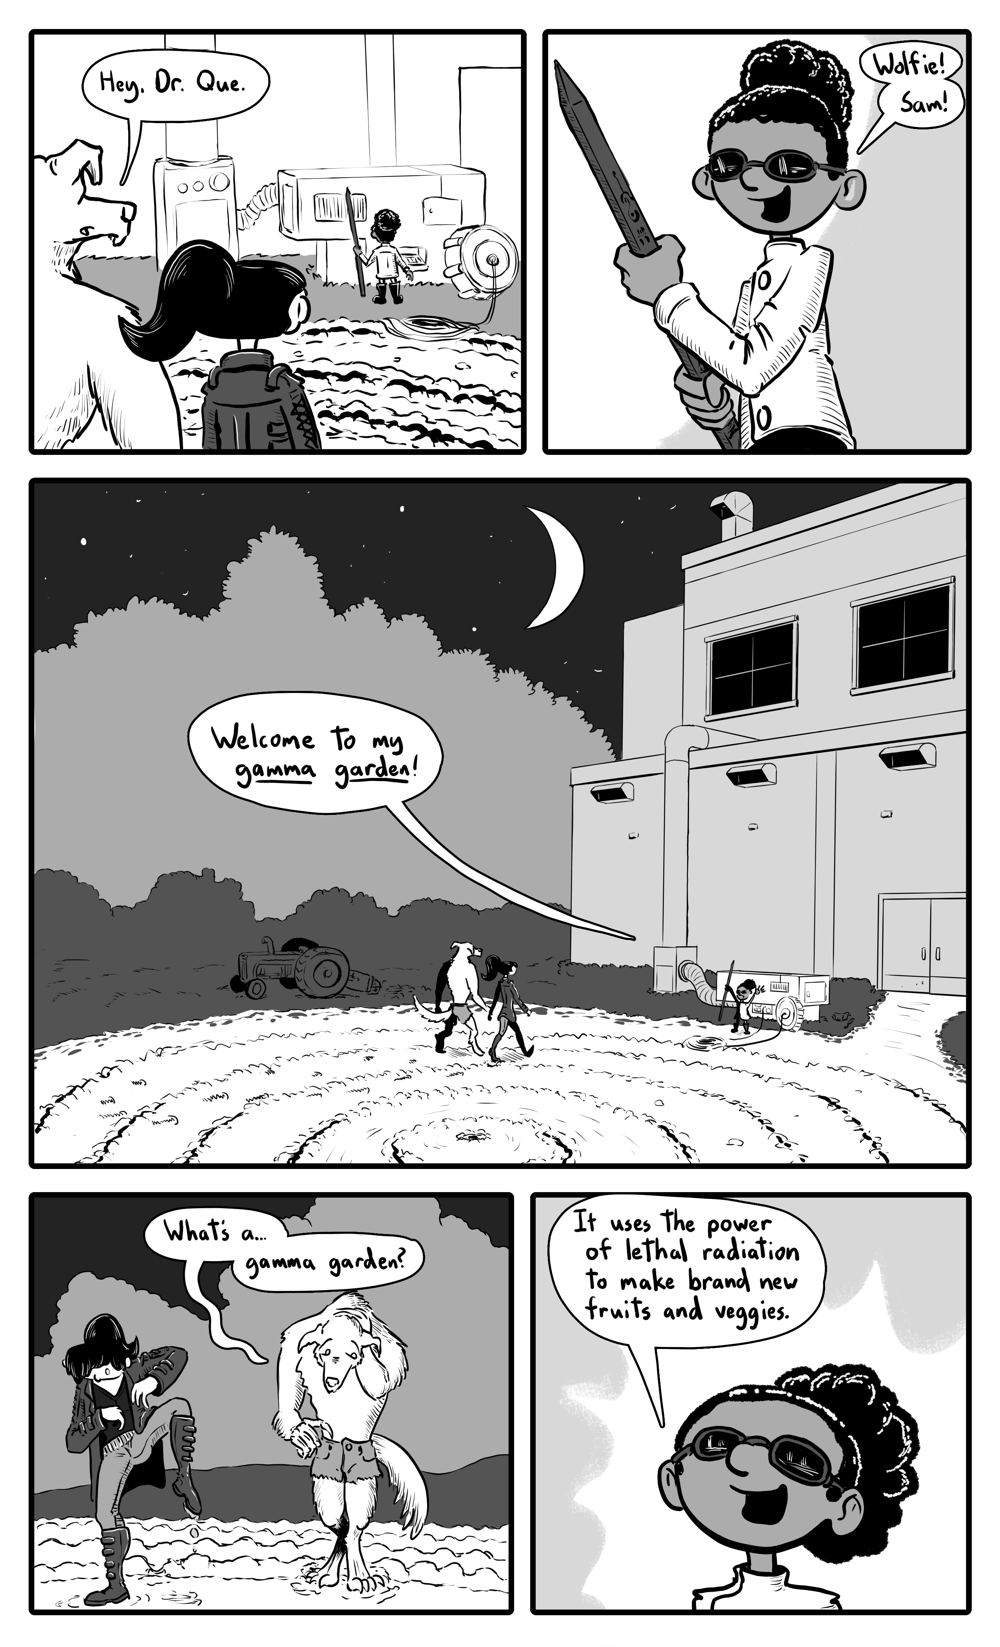 Hey, Dr. Que.
Wolfie!
Sam!
Welcome to my
gamma garden!
What's a...
gamma garden?
It uses the power
of lethal radiation
to make brand new
fruits and veggies.